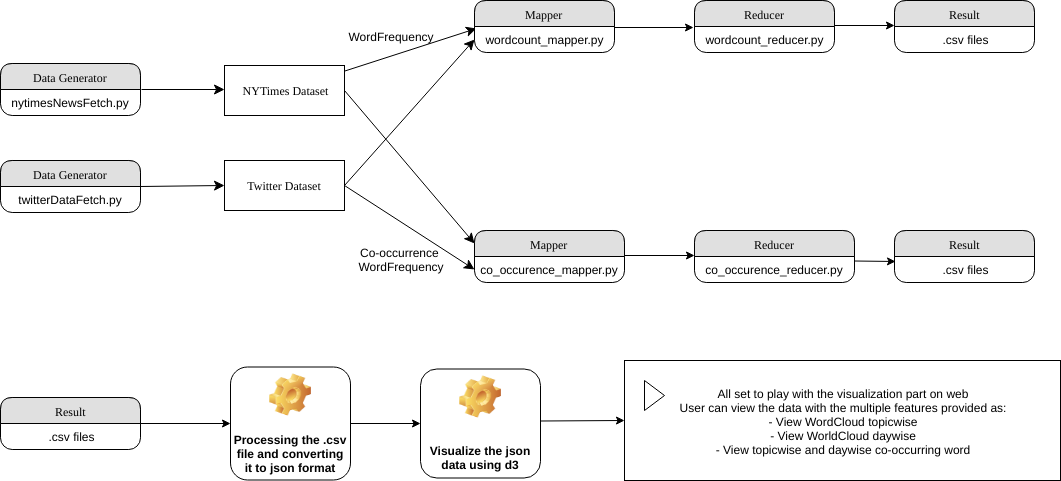 Mapper
wordcount_mapper.py
Reducer
wordcount_reducer.py
Result
.csv files
WordFrequency
Data Generator
nytimesNewsFetch.py
NYTimes Dataset
Data Generator
twitterDataFetch.py
Twitter Dataset
Co-occurrence
WordFrequency
Mapper
co_occurence_mapper.py
Reducer
co_occurence_reducer.py
Result
.csv files
Result
.csv files
Processing the .csv
file and converting
it to json format
Visualize the json
data using d3
All set to play with the visualization part on web
User can view the data with the multiple features provided as:
- View WordCloud topicwise
- View WorldCloud daywise
- View topicwise and daywise co-occurring word